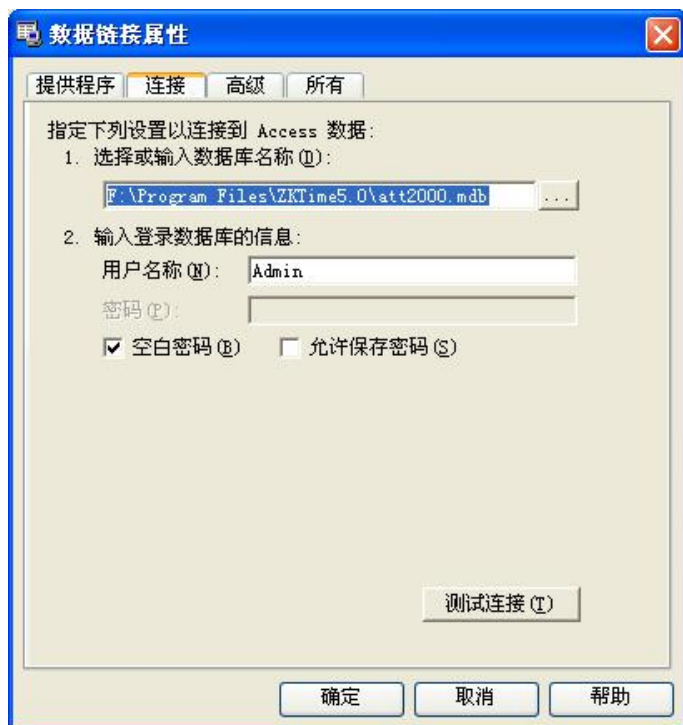 数据链接属性
提供程序 连接 高级 所有
指定下列设置以连接到 Access 数据:
1. 选择或输入数据库名称(D):
F:\Program Files\ZKTime5.0\att2000.mdb ...
2. 输入登录数据库的信息:
用户名称(N): Admin
密码(P):
空白密码(B) 允许保存密码(S)
测试连接(T)
确定 取消 帮助